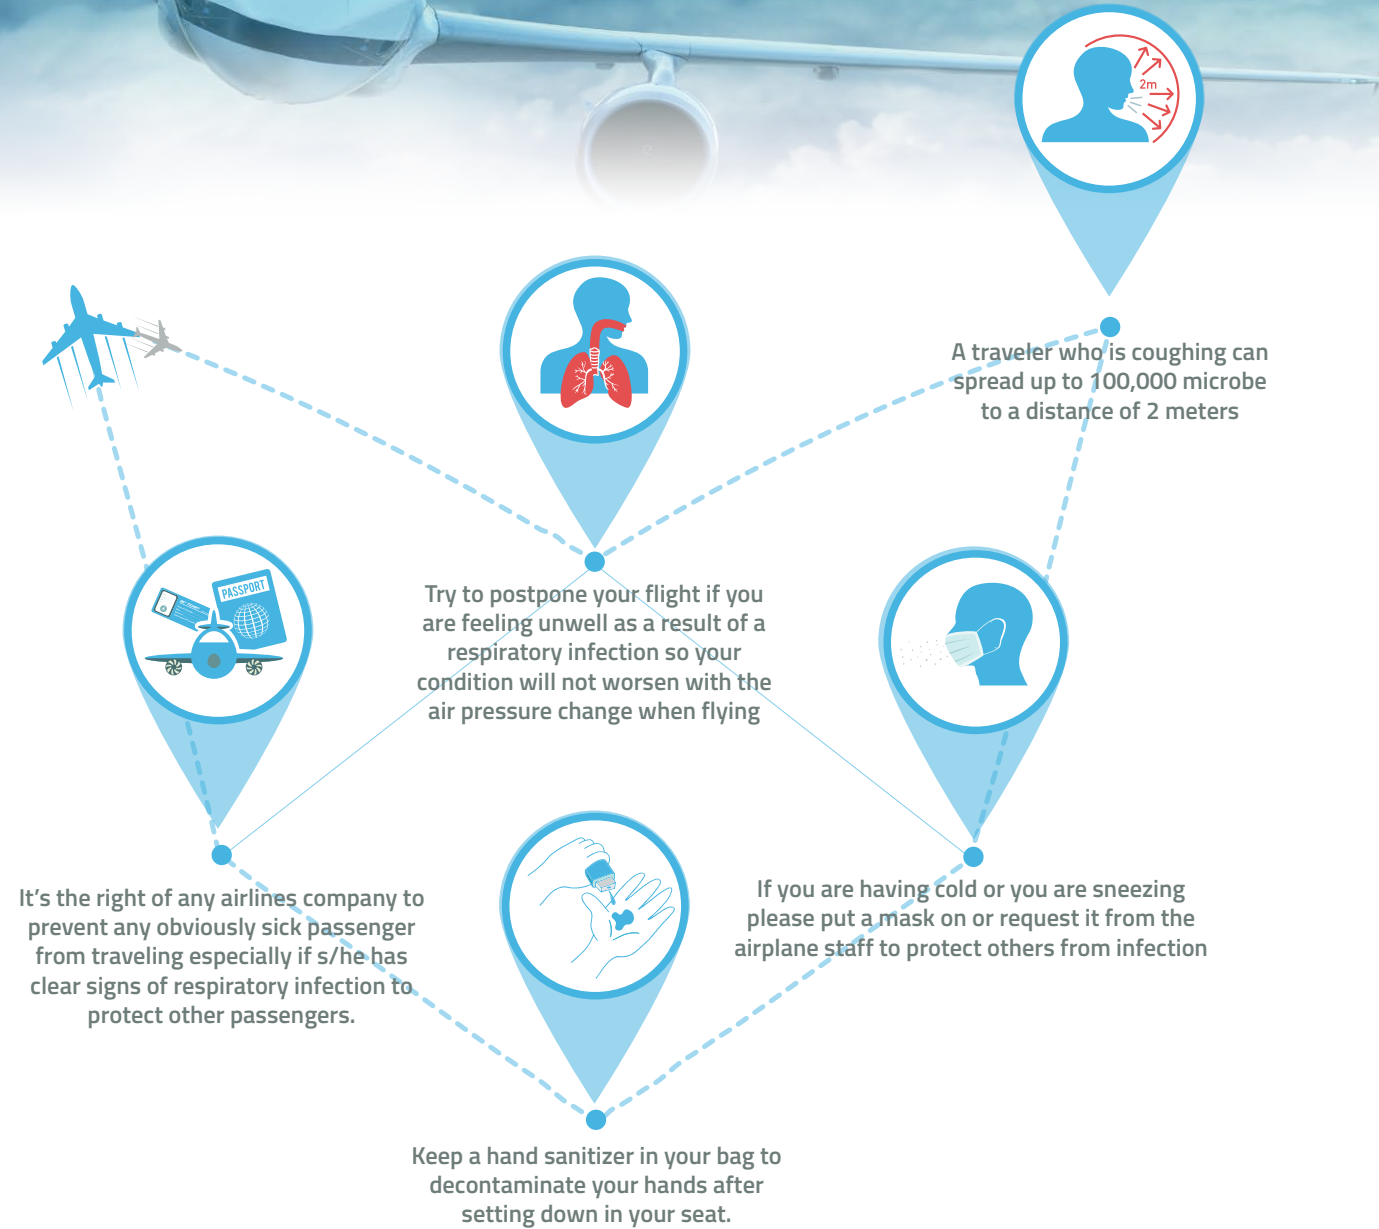 2m
A traveler who is coughing can
spread up to 100,000 microbe
to a distance of 2 meters
Try to postpone your flight if you
are feeling unwell as a result of a
respiratory infection so your
condition will not worsen with the
air pressure change when flying
PASSPORT
It’s the right of any airlines company to
prevent any obviously sick passenger
from traveling especially if s/he has
clear signs of respiratory infection to
protect other passengers.
If you are having cold or you are sneezing
please put a mask on or request it from the
airplane staff to protect others from infection
Keep a hand sanitizer in your bag to
decontaminate your hands after
setting down in your seat.